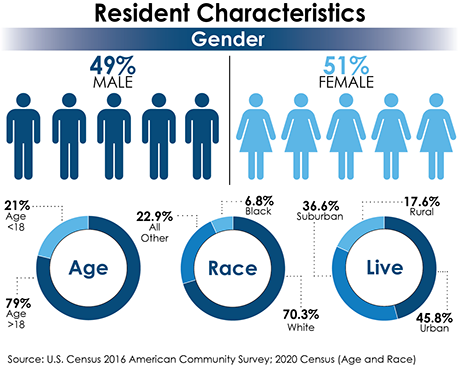 Resident Characteristics
Gender
49%
MALE
51%
FEMALE
21%
Age
<18
79%
Age
>18
Age
22.9%
All
Other
6.8%
Black
70.3%
White
Race
36.6%
Suburban
17.6%
Rural
45.8%
Urban
Live
Source: U.S. Census 2016 American Community Survey; 2020 Census (Age and Race)